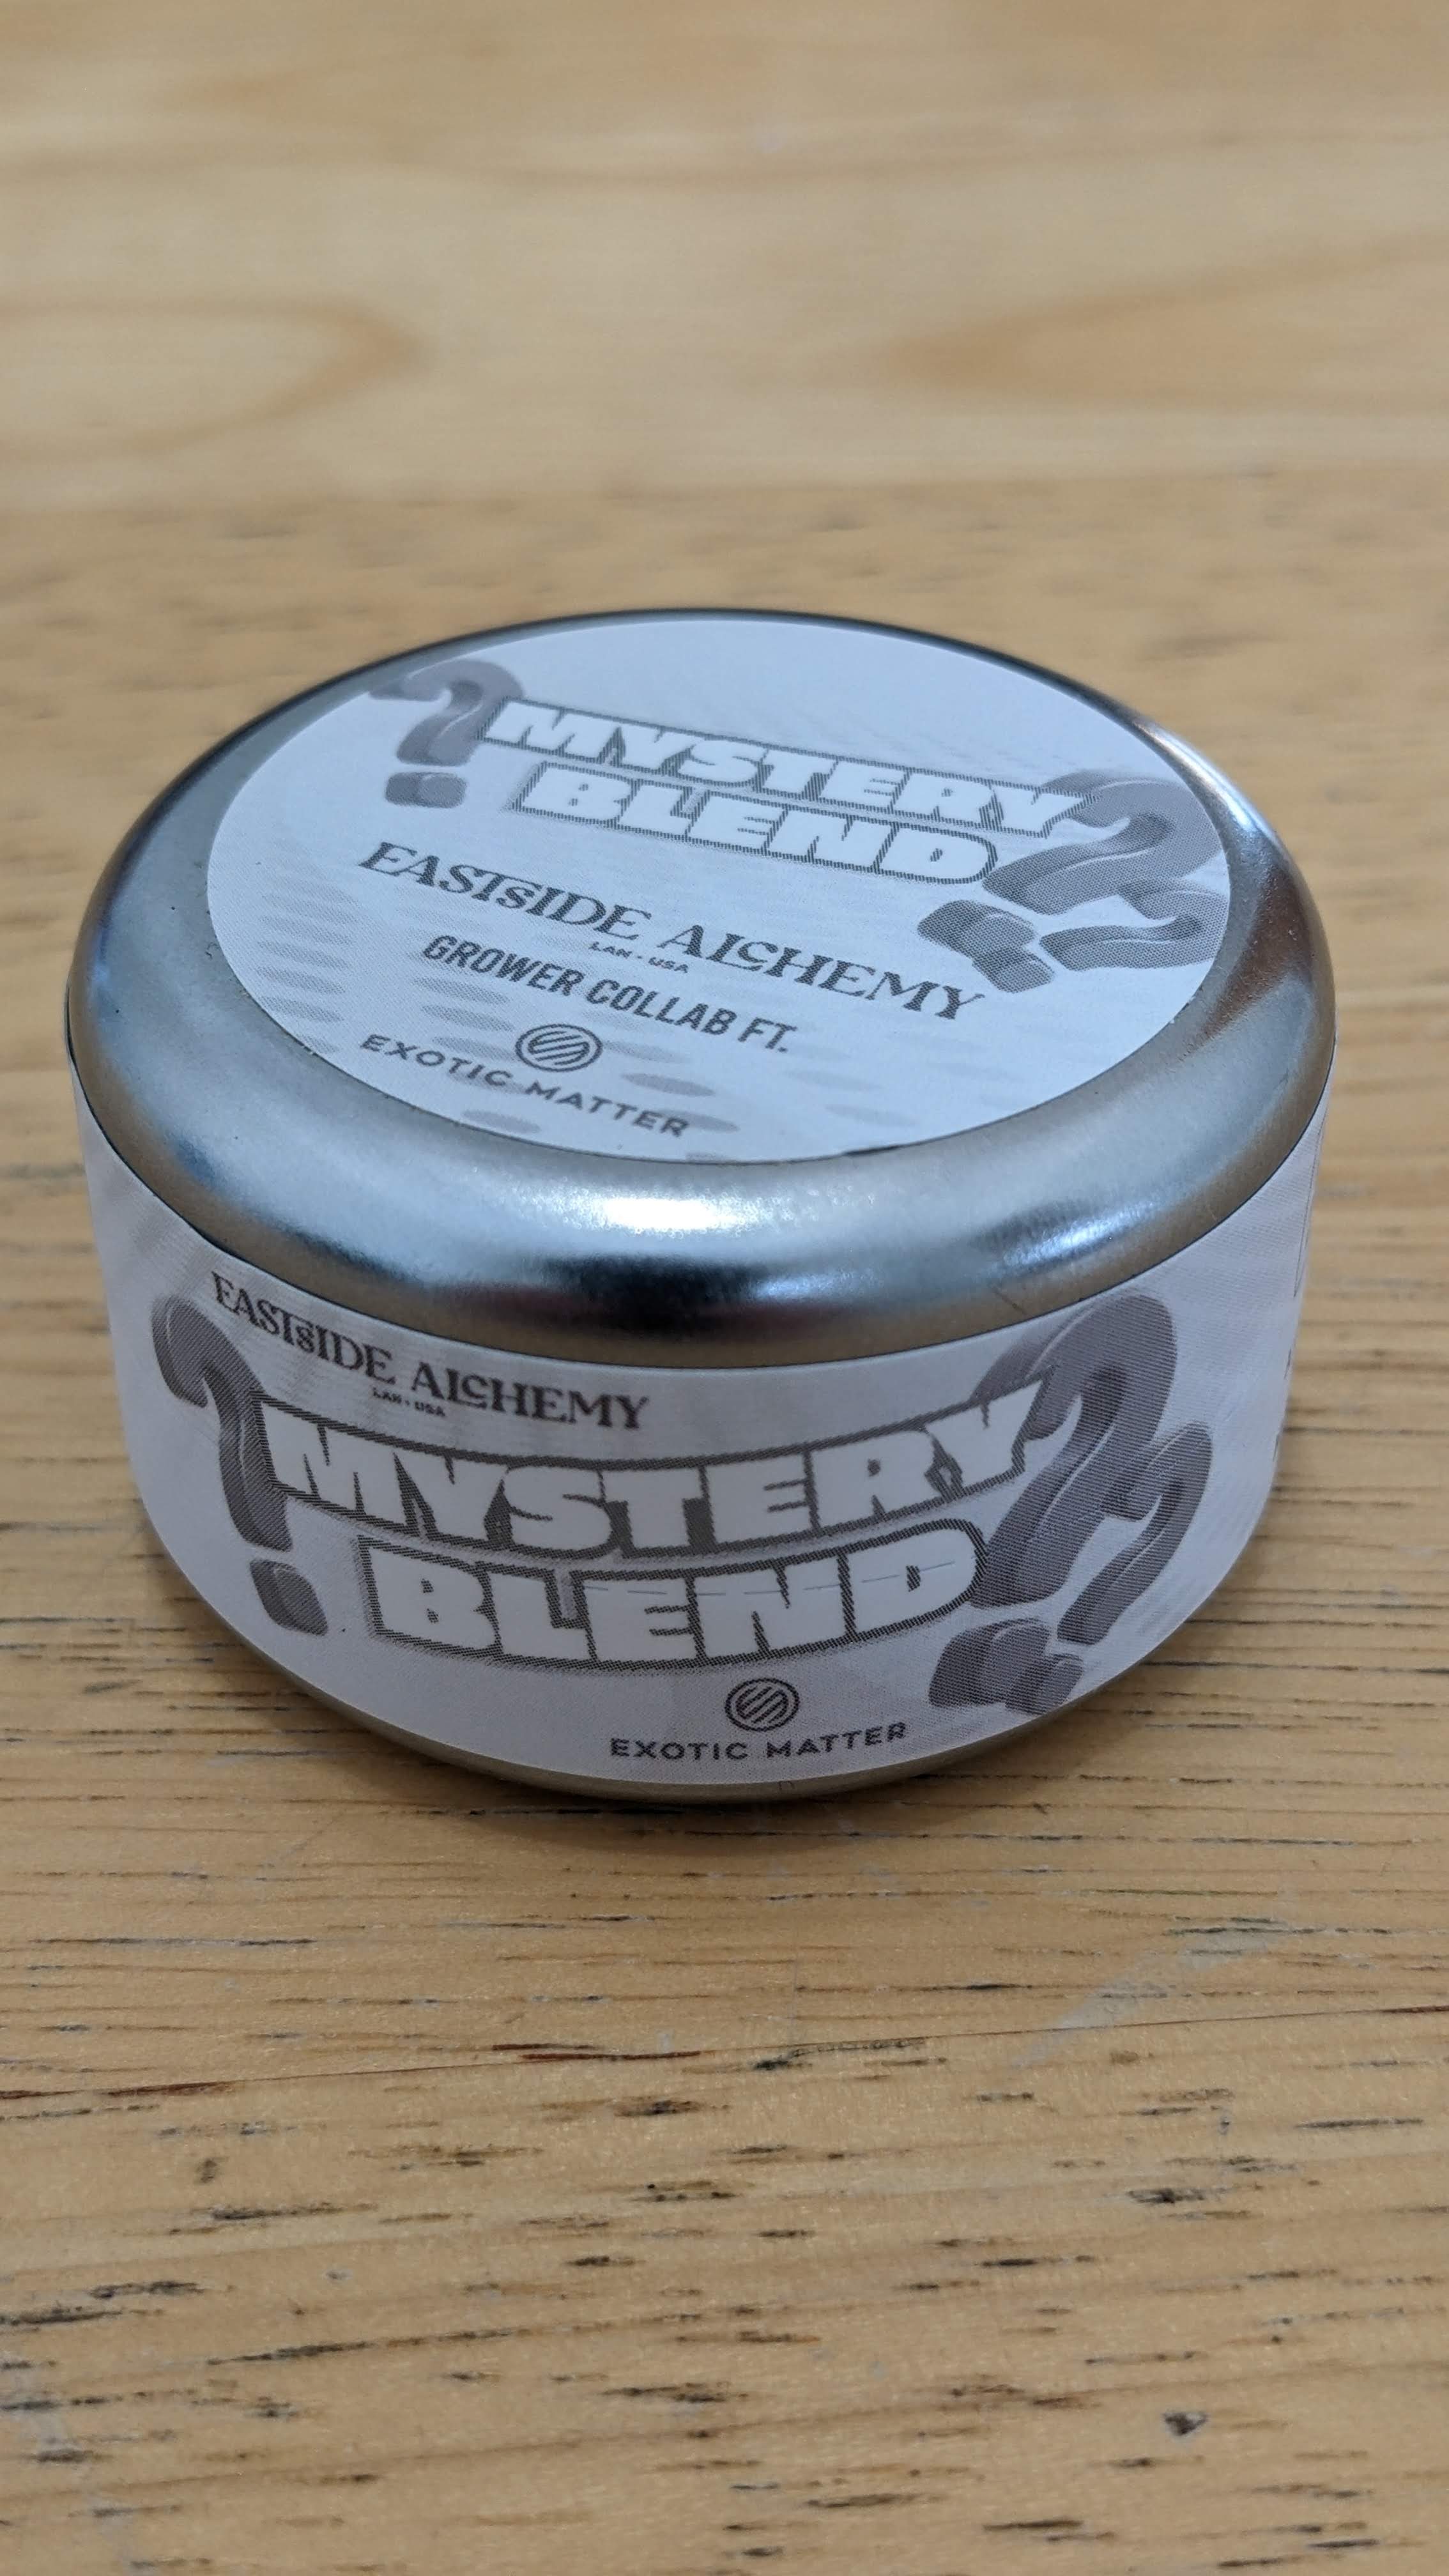 ?MYSTERY
BLEND??
EASTSIDE ALCHEMY
LAN • USA
GROWER COLLAB FT.
EXOTIC MATTER
EASTSIDE ALCHEMY
LAN • USA
?MYSTERY
BLEND??
EXOTIC MATTER